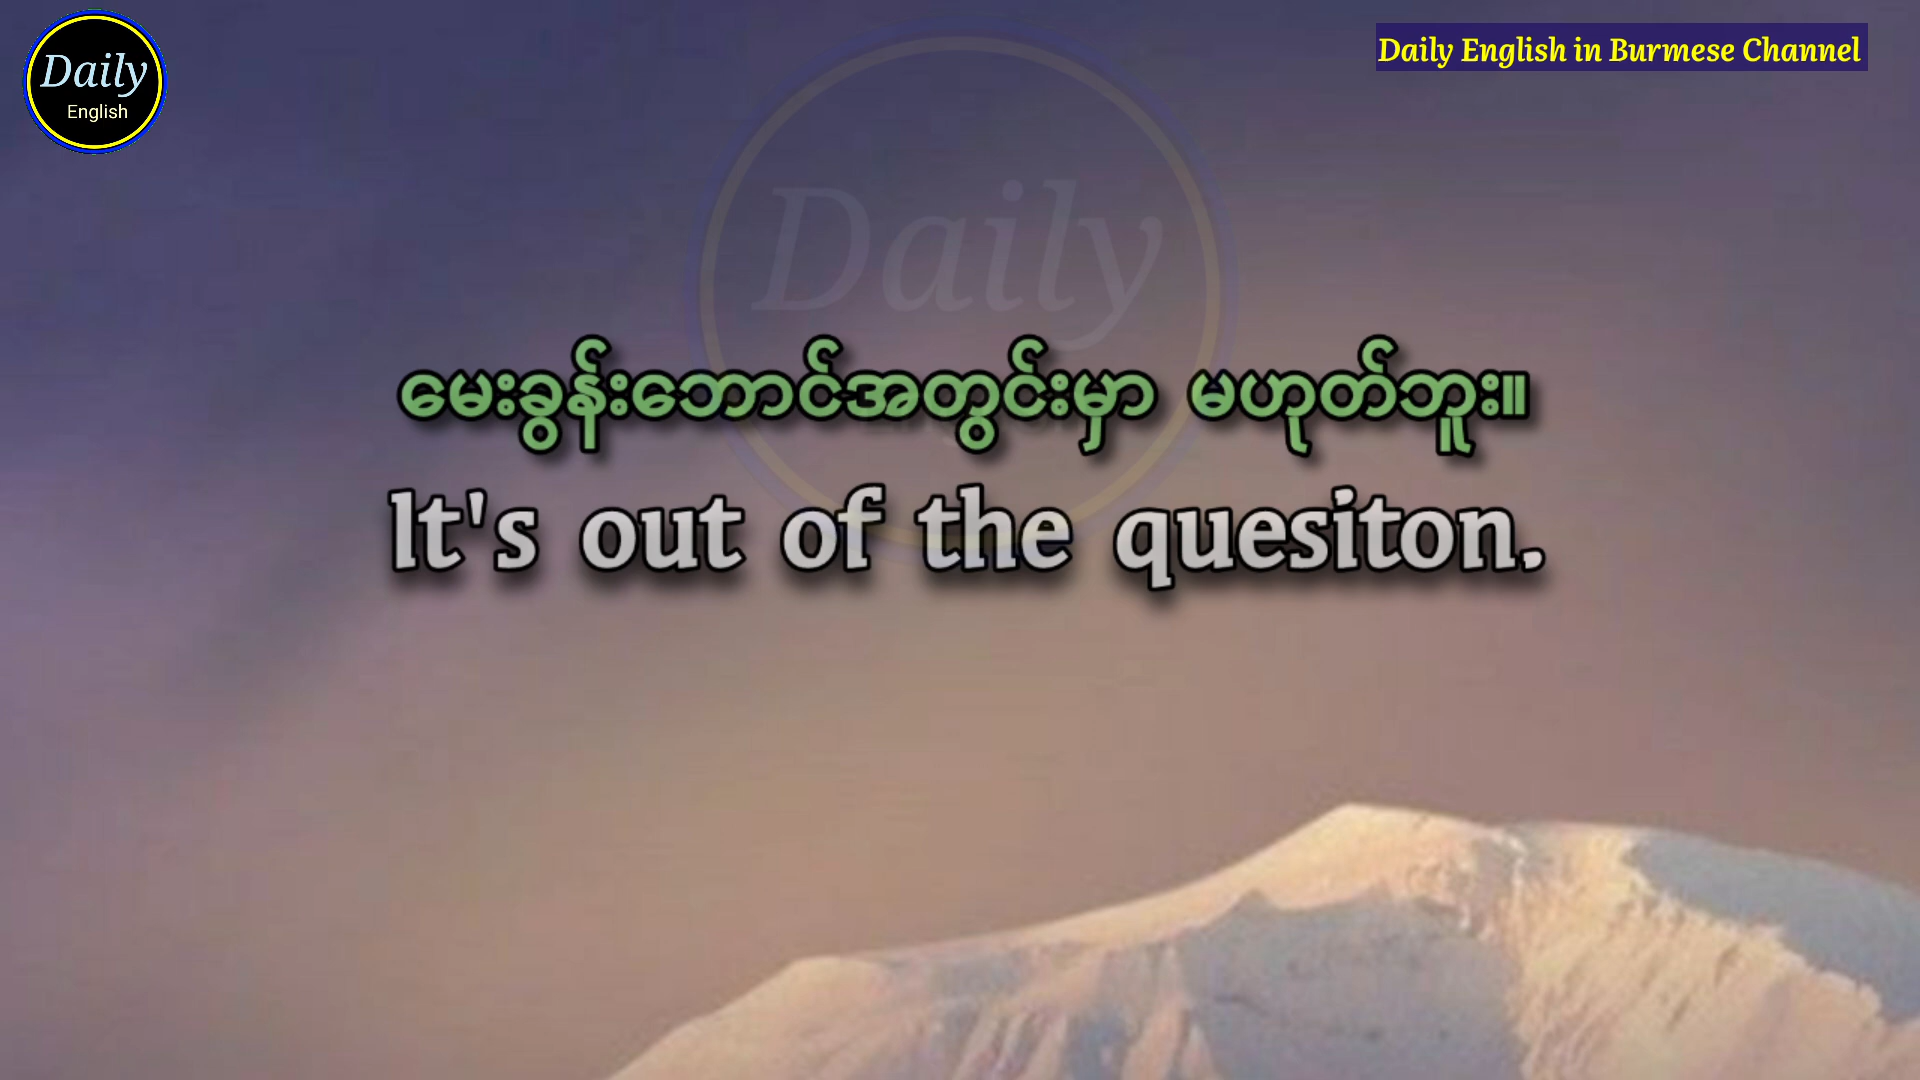 Daily
English
Daily English in Burmese Channel
Daily
မေးခွန်းဘောင်အတွင်းမှာ မဟုတ်ဘူး။
It's out of the quesiton.